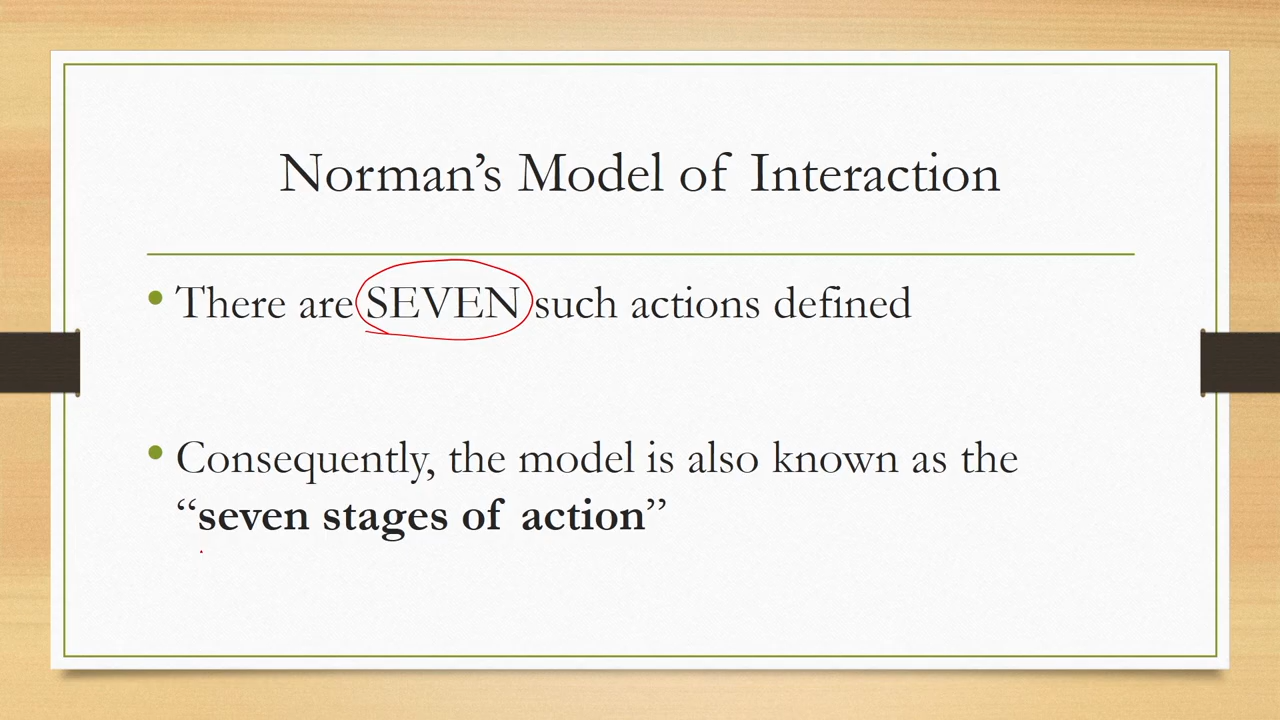 Norman’s Model of Interaction
• There are SEVEN such actions defined
• Consequently, the model is also known as the
“seven stages of action”